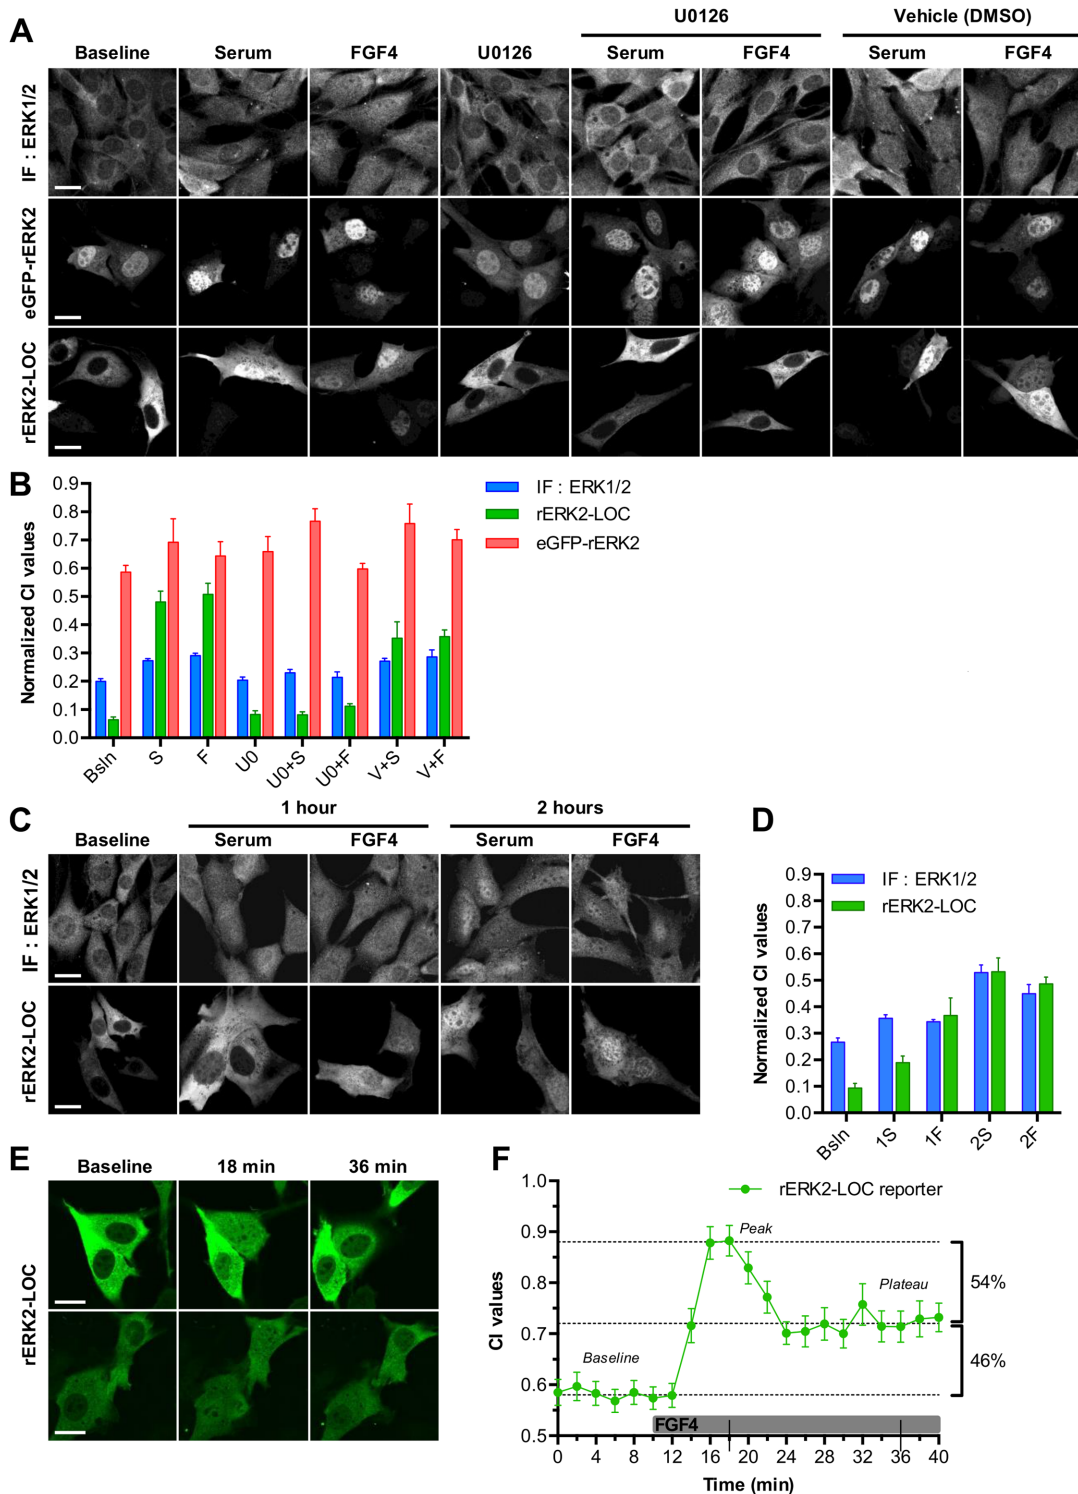 A
U0126
Vehicle (DMSO)
Baseline
Serum
FGF4
U0126
Serum
FGF4
Serum
FGF4
IF : ERK1/2
eGFP-rERK2
rERK2-LOC
B
Normalized CI values
0.9
0.8
0.7
0.6
0.5
0.4
0.3
0.2
0.1
0.0
IF : ERK1/2
rERK2-LOC
eGFP-rERK2
Bsln
S
F
U0
U0+S
U0+F
V+S
V+F
C
1 hour
2 hours
Baseline
Serum
FGF4
Serum
FGF4
IF : ERK1/2
rERK2-LOC
D
Normalized CI values
0.9
0.8
0.7
0.6
0.5
0.4
0.3
0.2
0.1
0.0
IF : ERK1/2
rERK2-LOC
Bsln
1S
1F
2S
2F
E
Baseline
18 min
36 min
rERK2-LOC
F
CI values
1.0
0.9
0.8
0.7
0.6
0.5
rERK2-LOC reporter
Peak
Plateau
Baseline
54%
46%
FGF4
0 4 8 12 16 20 24 28 32 36 40
Time (min)